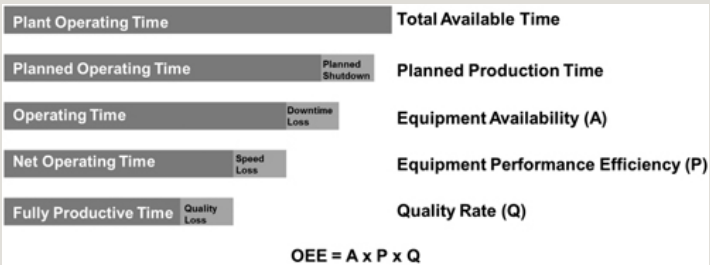 Plant Operating Time Total Available Time
Planned Operating Time Planned Shutdown Planned Production Time
Operating Time Downtime Loss Equipment Availability (A)
Net Operating Time Speed Loss Equipment Performance Efficiency (P)
Fully Productive Time Quality Loss Quality Rate (Q)
OEE = A x P x Q